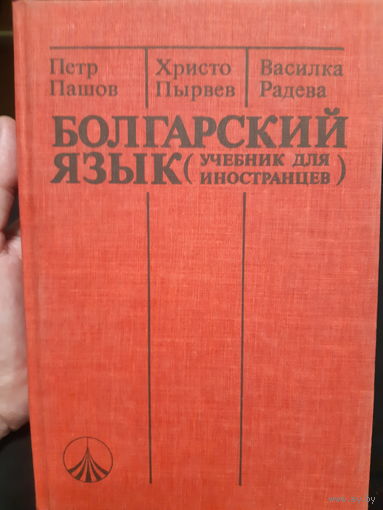 Петр Христо Василка
Пашов Пырвев Радева
БОЛГАРСКИЙ
ЯЗЫК (УЧЕБНИК ДЛЯ
ИНОСТРАНЦЕВ)